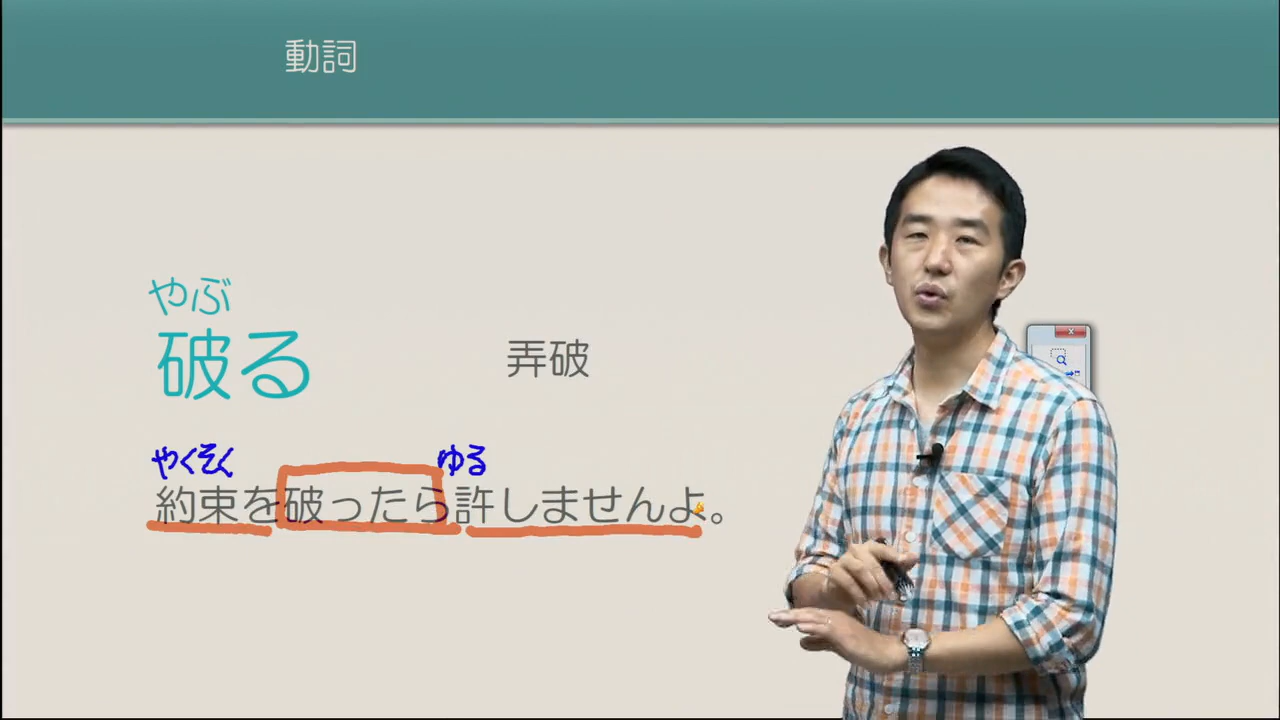 動詞
やぶ
破る
弄破
やくそく ゆる
約束を破ったら許しませんよ。